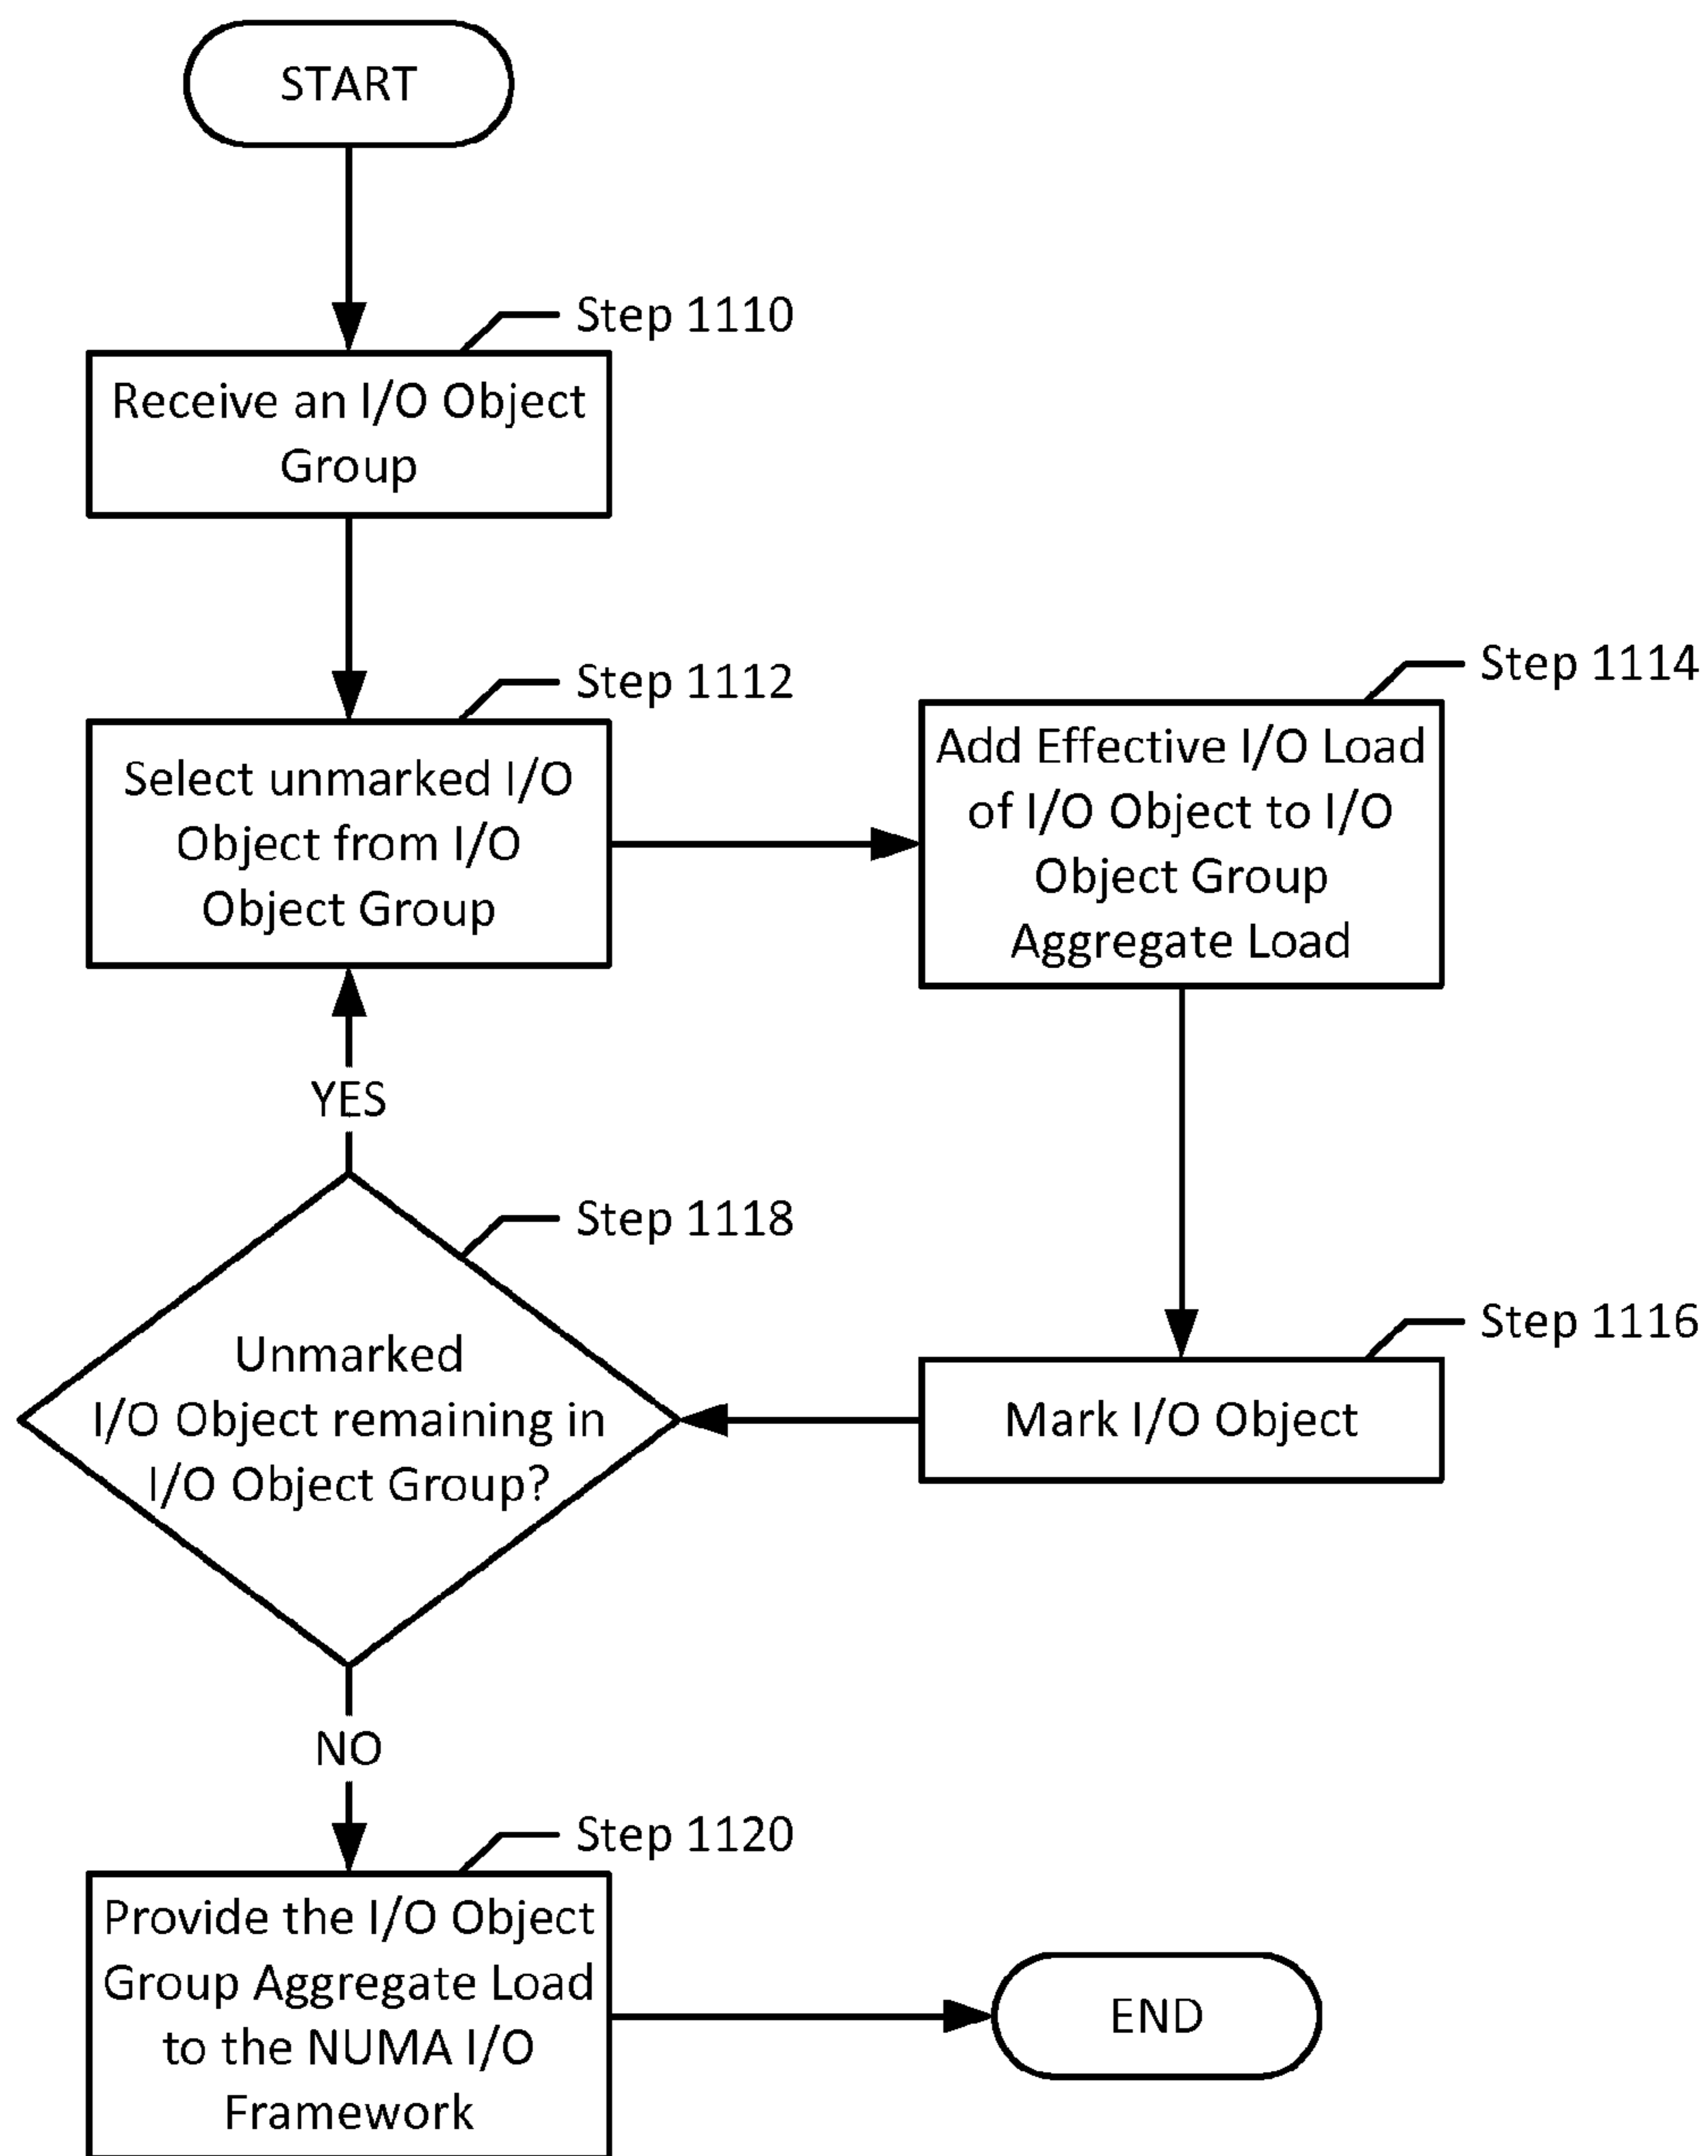 START
Step 1110
Receive an I/O Object
Group
Step 1112
Select unmarked I/O
Object from I/O
Object Group
Step 1114
Add Effective I/O Load
of I/O Object to I/O
Object Group
Aggregate Load
YES
Step 1118
Unmarked
I/O Object remaining in
I/O Object Group?
Step 1116
Mark I/O Object
NO
Step 1120
Provide the I/O Object
Group Aggregate Load
to the NUMA I/O
Framework
END